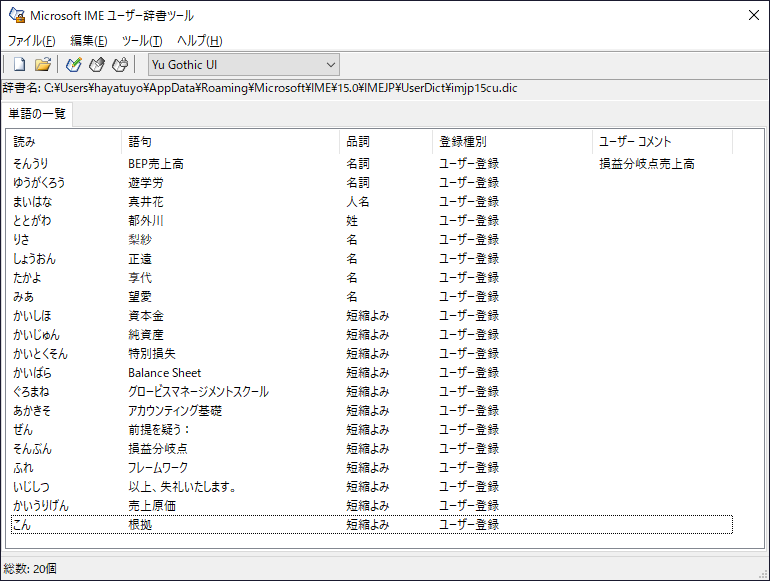 Microsoft IME ユーザー辞書ツール
ファイル(F) 編集(E) ツール(T) ヘルプ(H)
Yu Gothic UI
辞書名: C:¥Users¥hayatuyo¥AppData¥Roaming¥Microsoft¥IME¥15.0¥IMEJP¥UserDict¥imjp15cu.dic
単語の一覧
読み 語句 品詞 登録種別 ユーザー コメント
そんうり BEP売上高 名詞 ユーザー登録 損益分岐点売上高
ゆうがくろう 遊学労 名詞 ユーザー登録
まいはな 真井花 人名 ユーザー登録
ととがわ 都外川 姓 ユーザー登録
りさ 梨紗 名 ユーザー登録
しょうおん 正遠 名 ユーザー登録
たかよ 享代 名 ユーザー登録
みあ 望愛 名 ユーザー登録
かいしほ 資本金 短縮よみ ユーザー登録
かいじゅん 純資産 短縮よみ ユーザー登録
かいとくそん 特別損失 短縮よみ ユーザー登録
かいばら Balance Sheet 短縮よみ ユーザー登録
ぐろまね グロービスマネージメントスクール 短縮よみ ユーザー登録
あかきそ アカウンティング基礎 短縮よみ ユーザー登録
ぜん 前提を疑う： 短縮よみ ユーザー登録
そんぶん 損益分岐点 短縮よみ ユーザー登録
ふれ フレームワーク 短縮よみ ユーザー登録
いじしつ 以上、失礼いたします。 短縮よみ ユーザー登録
かいうりげん 売上原価 短縮よみ ユーザー登録
こん 根拠 短縮よみ ユーザー登録
総数: 20個